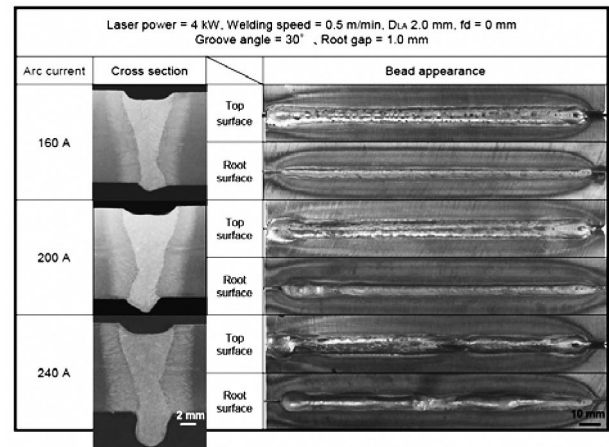 Laser power = 4 kW, Welding speed = 0.5 m/min, DLA 2.0 mm, fd = 0 mm
Groove angle = 30°, Root gap = 1.0 mm
Arc current Cross section Bead appearance
160 A
Top surface
Root surface
200 A
Top surface
Root surface
240 A
Top surface
Root surface
2 mm
10 mm